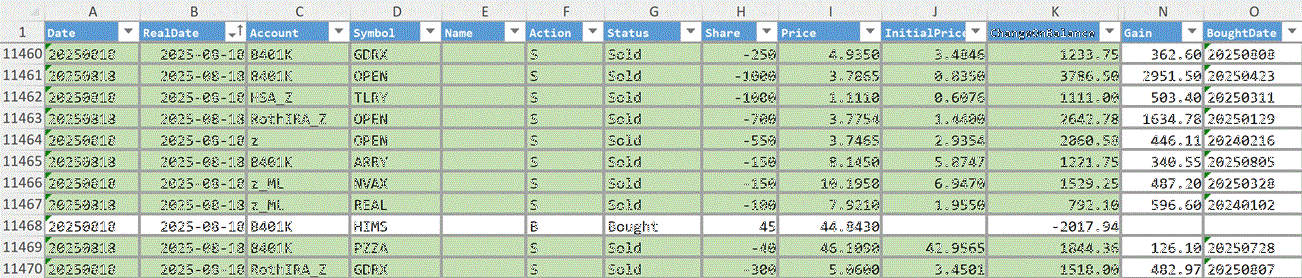 A B C D E F G H I J K N O
1 Date RealDate Account Symbol Name Action Status Share Price InitialPrice ChangeOnBalance Gain BoughtDate
11460 20250818 2025-08-18 8401K GDRX S Sold -250 4.9350 3.4846 1233.75 362.60 20250808
11461 20250818 2025-08-18 8401K OPEN S Sold -1000 3.7865 0.8350 3786.50 2951.50 20250423
11462 20250818 2025-08-18 HSA_Z TLRY S Sold -1000 1.1110 0.6076 1111.00 503.40 20250311
11463 20250818 2025-08-18 RothIRA_Z OPEN S Sold -700 3.7754 1.4400 2642.78 1634.78 20250129
11464 20250818 2025-08-18 z OPEN S Sold -550 3.7465 2.9354 2060.58 446.11 20240216
11465 20250818 2025-08-18 8401K ARRY S Sold -150 8.1450 5.8747 1221.75 340.55 20250805
11466 20250818 2025-08-18 z_ML NVAX S Sold -150 10.1950 6.9470 1529.25 487.20 20250328
11467 20250818 2025-08-18 z_ML REAL S Sold -100 7.9210 1.9550 792.10 596.60 20240102
11468 20250818 2025-08-18 8401K HIMS B Bought 45 44.8430 -2017.94
11469 20250818 2025-08-18 8401K PZZA S Sold -40 46.1090 42.9565 1844.36 126.10 20250728
11470 20250818 2025-08-18 RothIRA_Z GDRX S Sold -300 5.0600 3.4501 1518.00 482.97 20250807